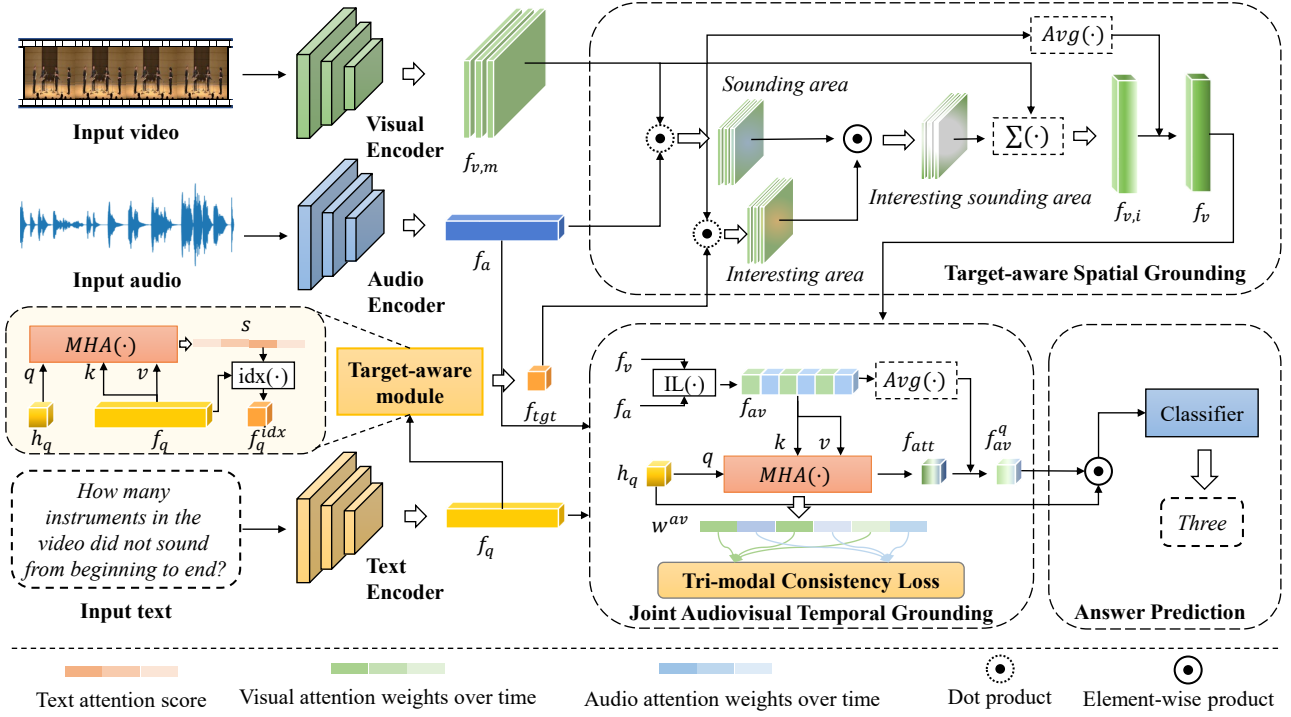 Input video
Visual
Encoder
f_{v,m}
Sounding area
Avg(·)
∑(·)
Interesting sounding area
Interesting area
f_{v,i}
f_v
Target-aware Spatial Grounding
Input audio
Audio
Encoder
f_a
s
MHA(·)
idx(·)
q
k
v
h_q
f_q
f_q^{idx}
Target-aware
module
f_{tgt}
How many
instruments in the
video did not sound
from beginning to end?
Input text
Text
Encoder
f_q
f_v
IL(·)
f_a
f_{av}
Avg(·)
k
v
f_{att}
f_{av}^q
h_q
q
MHA(·)
w^{av}
Tri-modal Consistency Loss
Joint Audiovisual Temporal Grounding
Classifier
Three
Answer Prediction
Text attention score
Visual attention weights over time
Audio attention weights over time
Dot product
Element-wise product